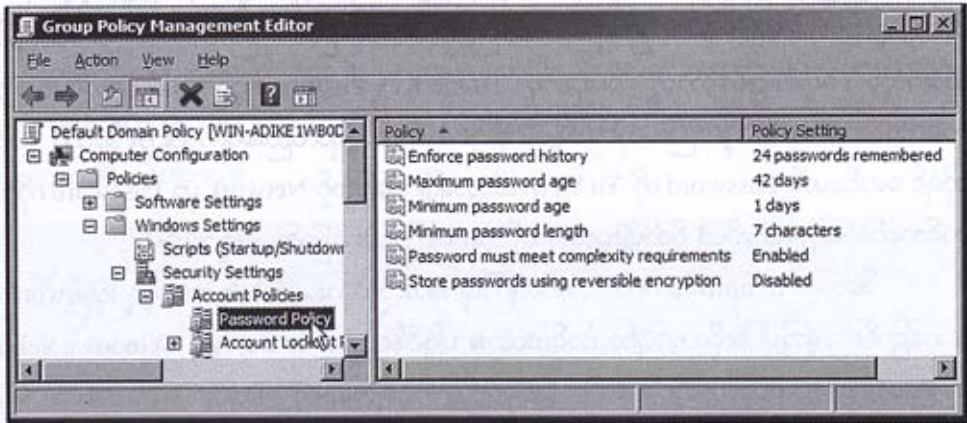 Group Policy Management Editor
File Action View Help
Default Domain Policy [WIN-ADIKE1WB0D
Computer Configuration
Policies
Software Settings
Windows Settings
Scripts (Startup/Shutdow
Security Settings
Account Policies
Password Policy
Account Lockout
Policy
Policy Setting
Enforce password history 24 passwords remembered
Maximum password age 42 days
Minimum password age 1 days
Minimum password length 7 characters
Password must meet complexity requirements Enabled
Store passwords using reversible encryption Disabled